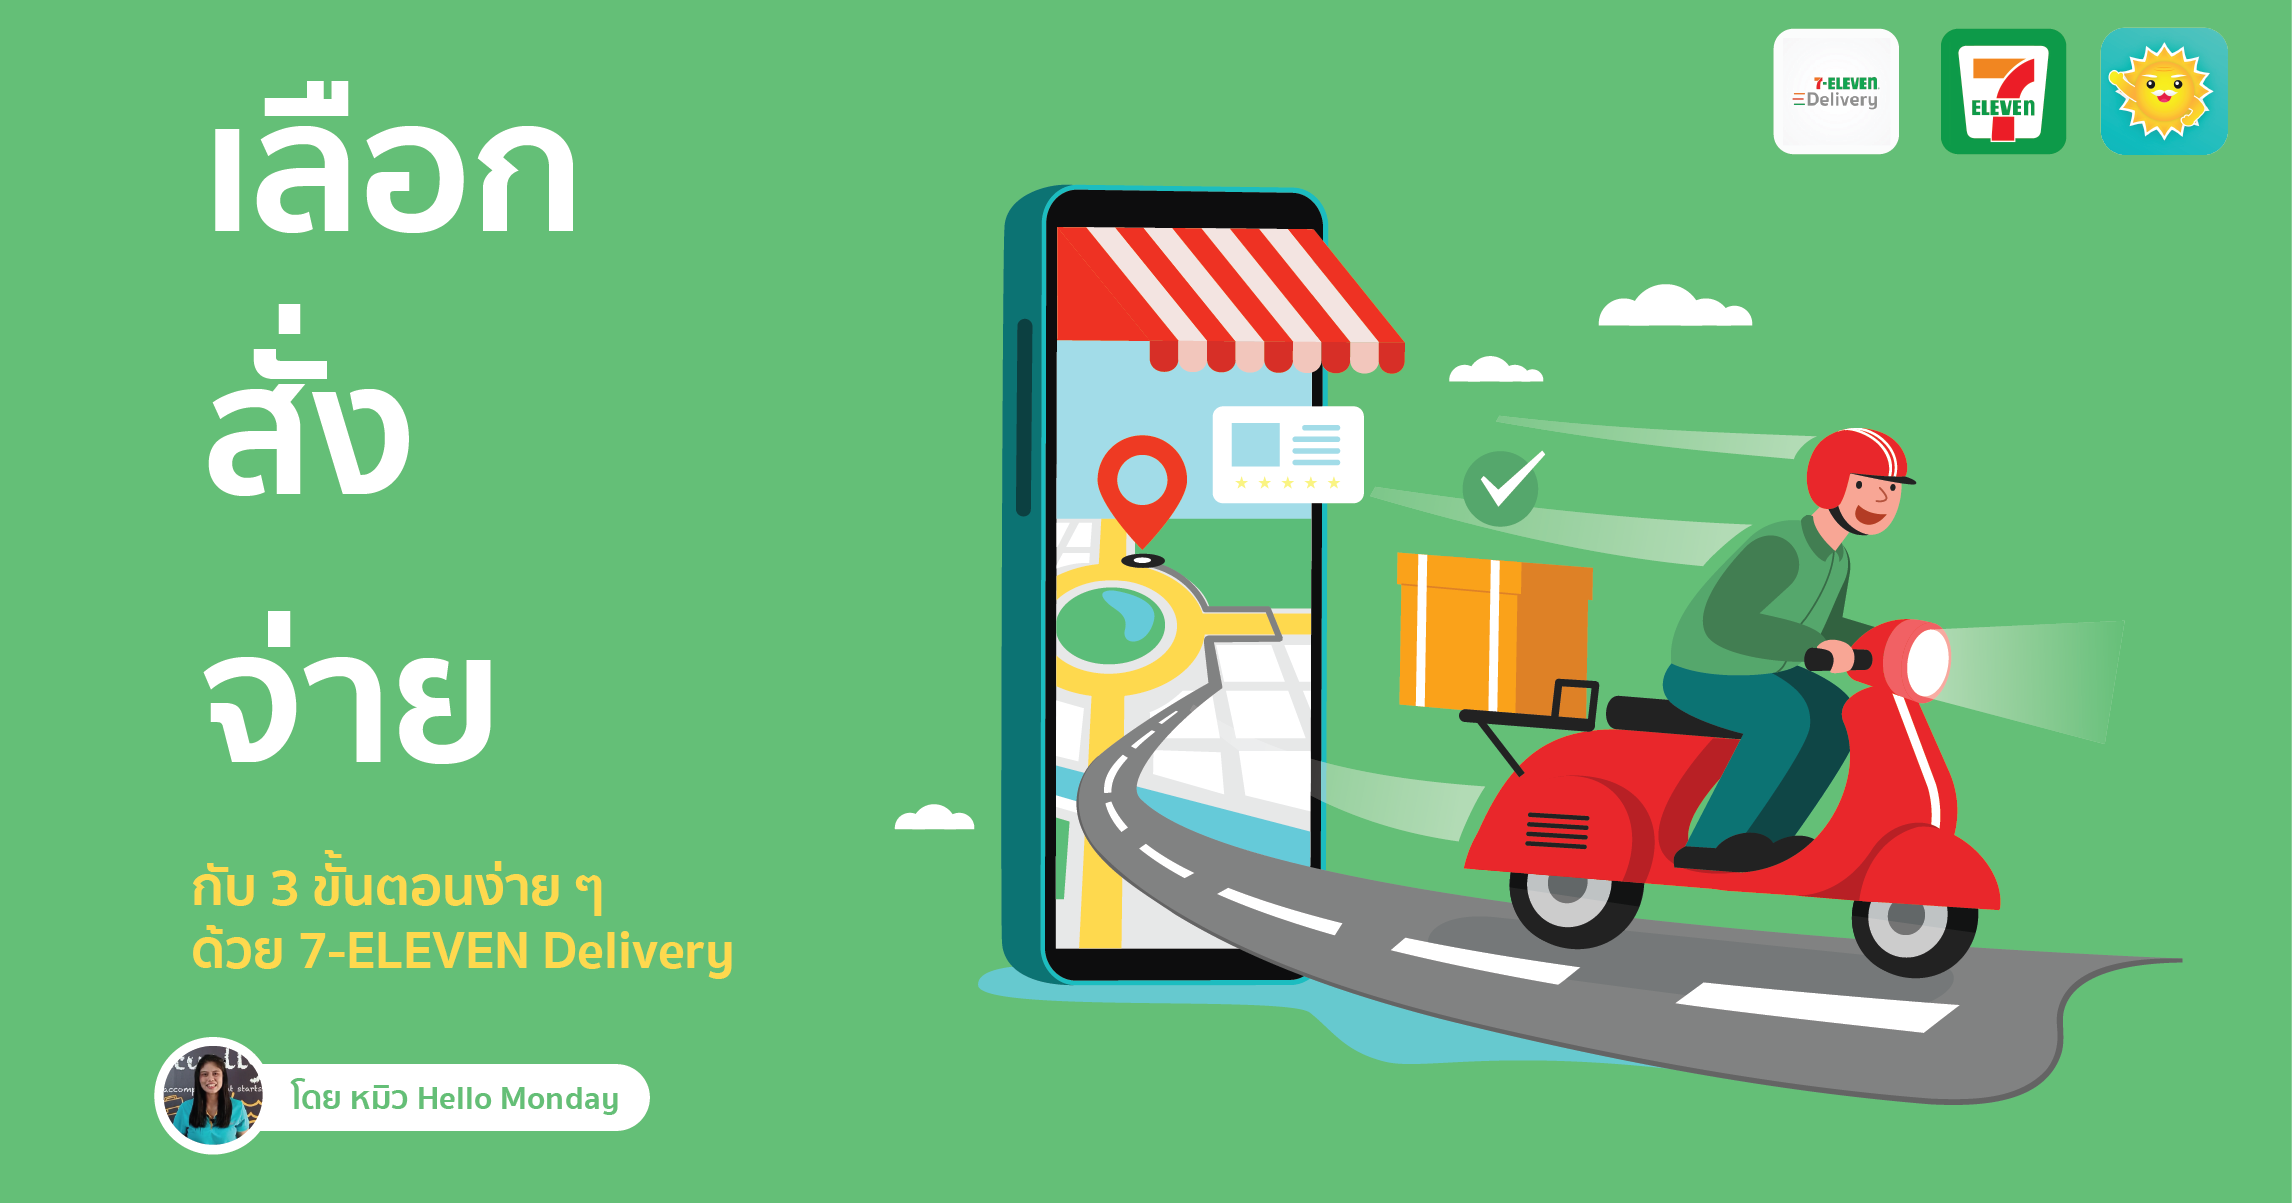 เลือก
สั่ง
จ่าย
กับ 3 ขั้นตอนง่าย ๆ
ด้วย 7-ELEVEN Delivery
โดย หมิว Hello Monday
7-ELEVEN
Delivery
7
ELEVEN